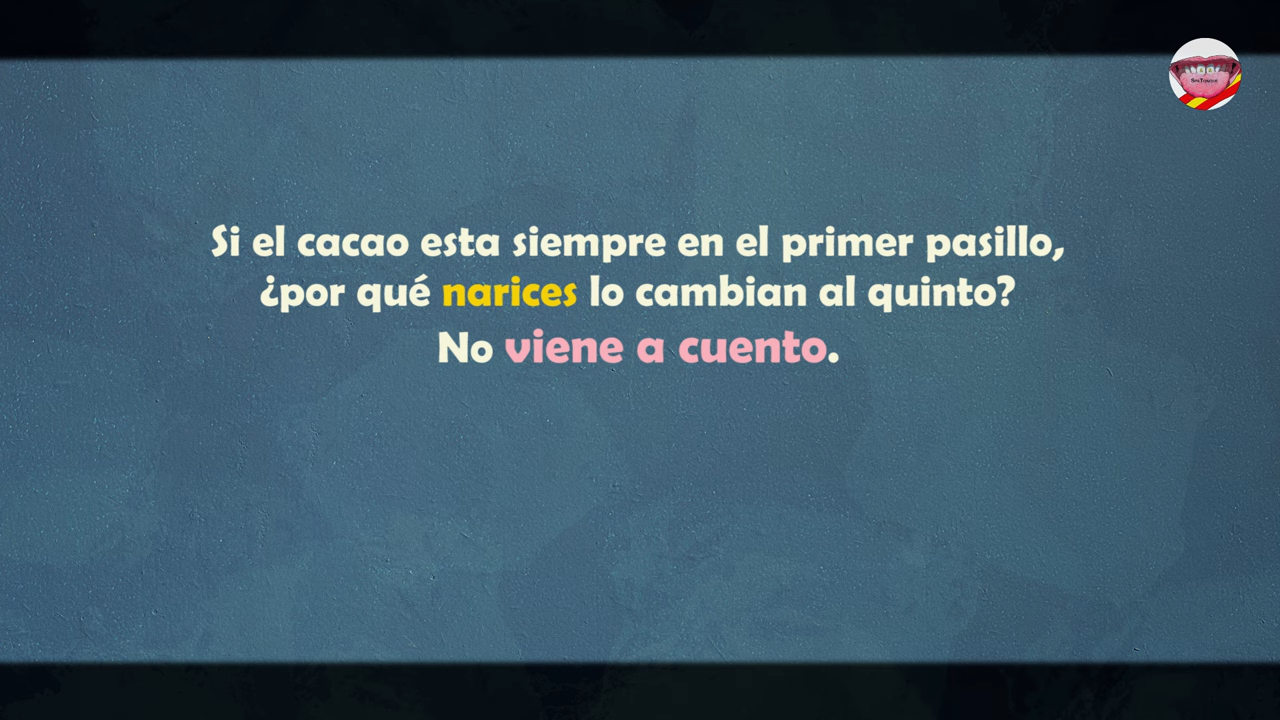 Si el cacao esta siempre en el primer pasillo,
¿por qué narices lo cambian al quinto?
No viene a cuento.